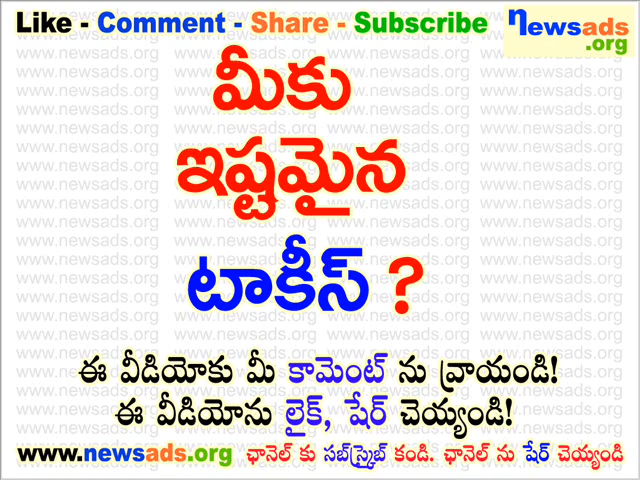 Like - Comment - Share - Subscribe
newsads
.org
మీకు
ఇష్టమైన
టాకీస్ ?
ఈ వీడియోకు మీ కామెంట్ ను వ్రాయండి!
ఈ వీడియోను లైక్, షేర్ చెయ్యండి!
www.newsads.org ఛానెల్ కు సబ్‌స్క్రైబ్ కండి. ఛానెల్ ను షేర్ చెయ్యండి